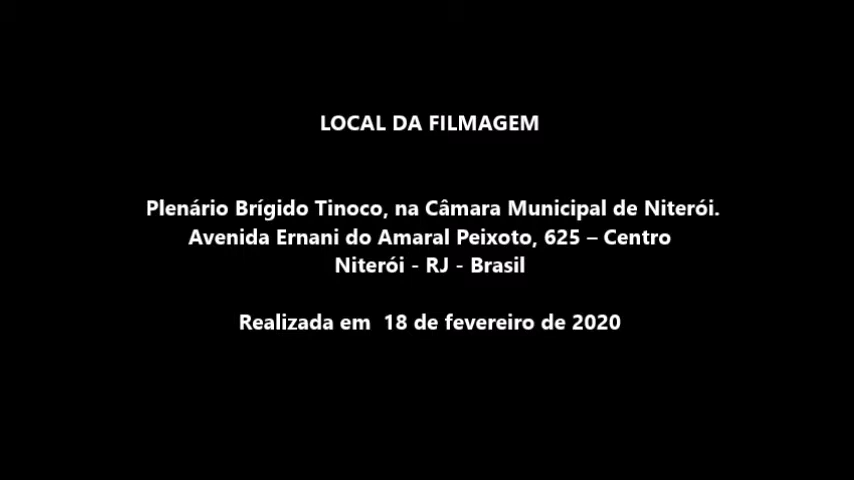 LOCAL DA FILMAGEM
Plenário Brígido Tinoco, na Câmara Municipal de Niterói.
Avenida Ernani do Amaral Peixoto, 625 – Centro
Niterói - RJ - Brasil
Realizada em  18 de fevereiro de 2020